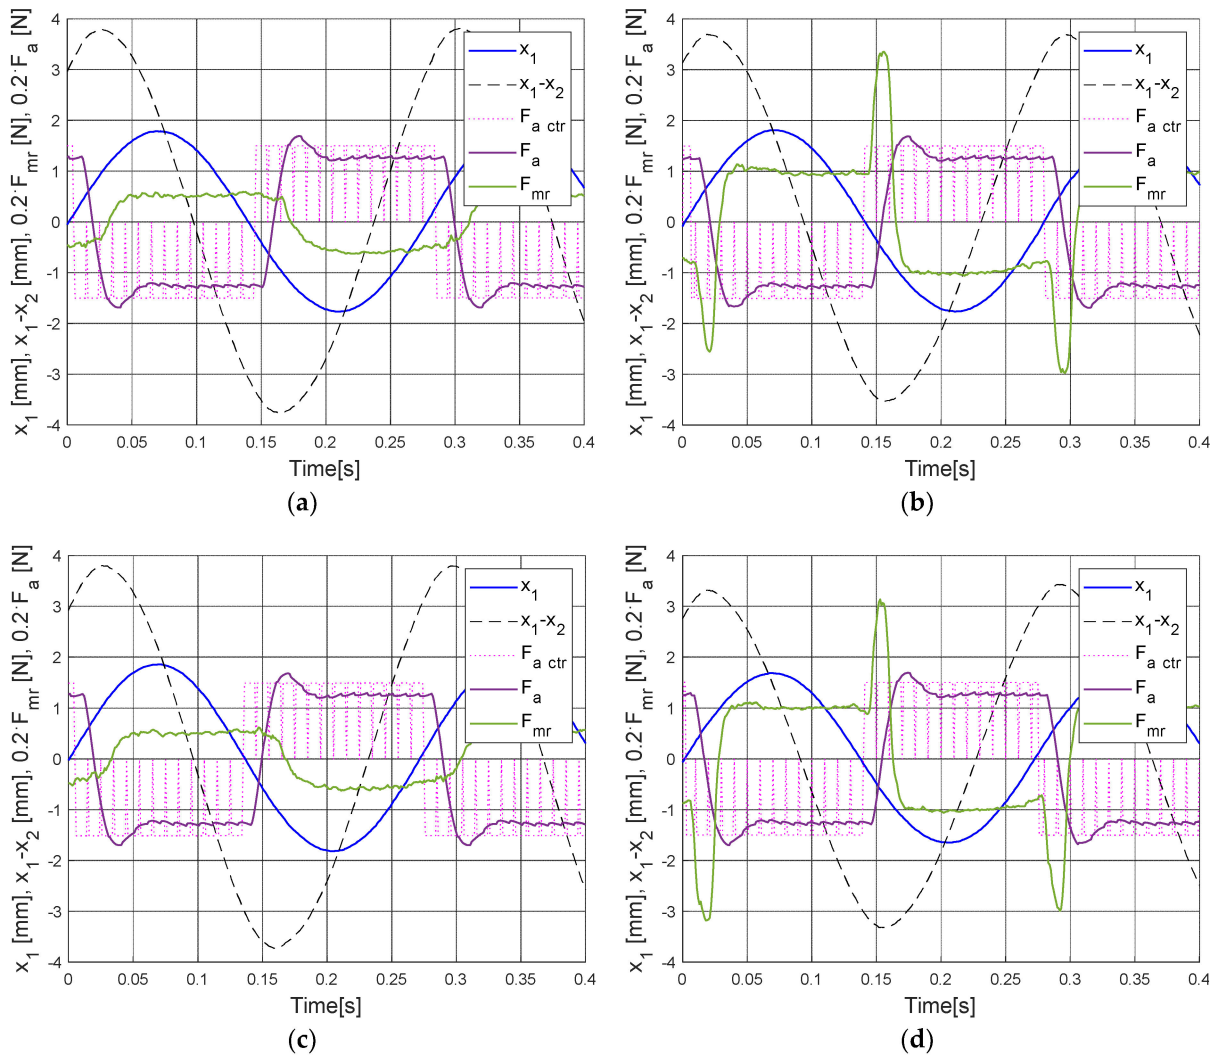 x1 [mm], x1-x2 [mm], 0.2·Fmr [N], 0.2·Fa [N]
4
3
2
1
0
-1
-2
-3
-4
0 0.05 0.1 0.15 0.2 0.25 0.3 0.35 0.4
Time[s]
x1
x1-x2
Fa ctr
Fa
Fmr
(a)
x1 [mm], x1-x2 [mm], 0.2·Fmr [N], 0.2·Fa [N]
4
3
2
1
0
-1
-2
-3
-4
0 0.05 0.1 0.15 0.2 0.25 0.3 0.35 0.4
Time[s]
x1
x1-x2
Fa ctr
Fa
Fmr
(b)
x1 [mm], x1-x2 [mm], 0.2·Fmr [N], 0.2·Fa [N]
4
3
2
1
0
-1
-2
-3
-4
0 0.05 0.1 0.15 0.2 0.25 0.3 0.35 0.4
Time[s]
x1
x1-x2
Fa ctr
Fa
Fmr
(c)
x1 [mm], x1-x2 [mm], 0.2·Fmr [N], 0.2·Fa [N]
4
3
2
1
0
-1
-2
-3
-4
0 0.05 0.1 0.15 0.2 0.25 0.3 0.35 0.4
Time[s]
x1
x1-x2
Fa ctr
Fa
Fmr
(d)